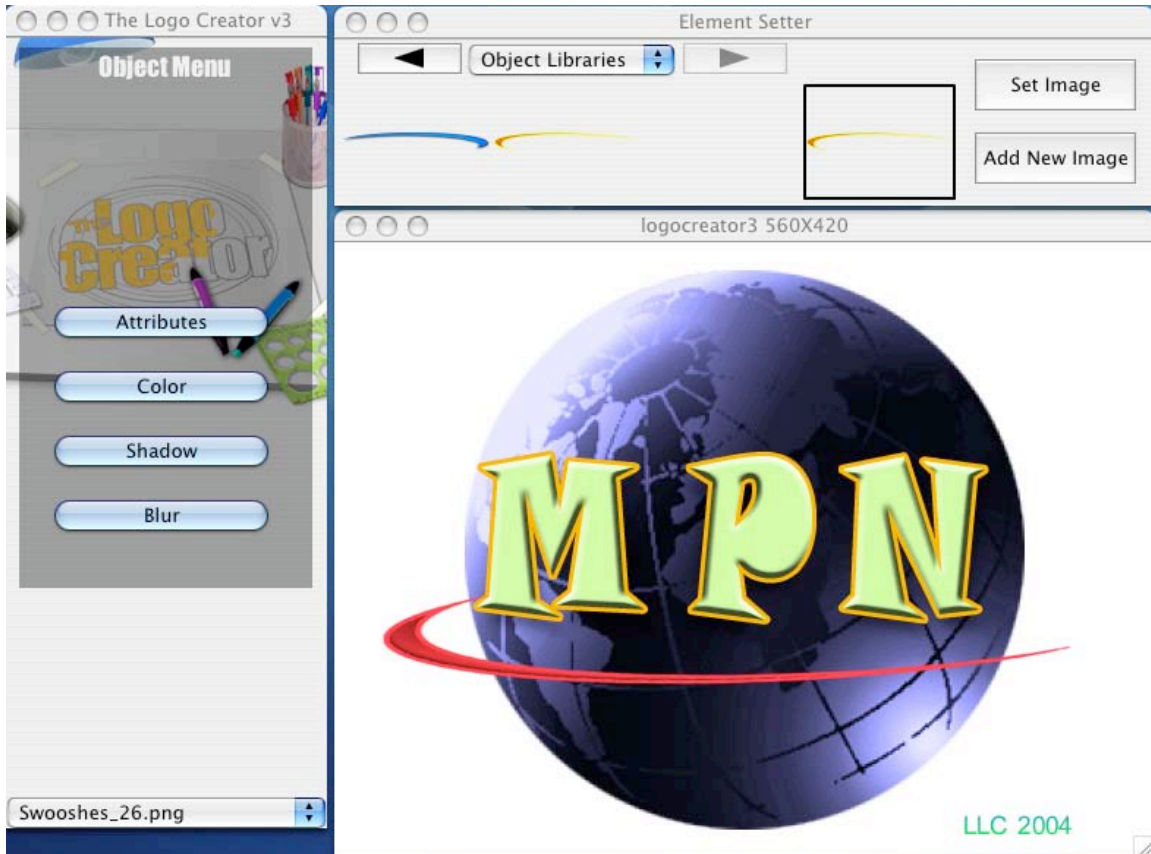 The Logo Creator v3
Object Menu
The Logo Creator
Attributes
Color
Shadow
Blur
Swooshes_26.png
Element Setter
Object Libraries
Set Image
Add New Image
logocreator3 560X420
MPN
LLC 2004